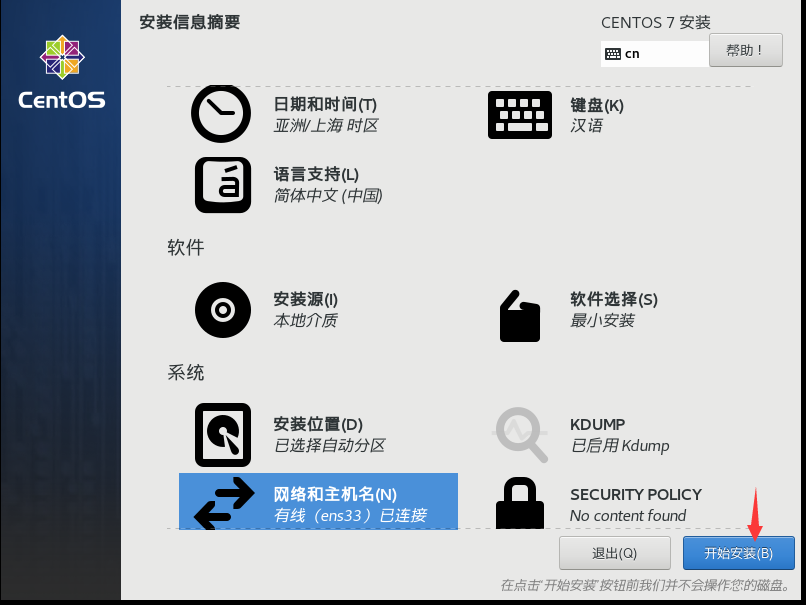 安装信息摘要
CENTOS 7 安装
cn
帮助！
CentOS
日期和时间(T)
亚洲/上海 时区
键盘(K)
汉语
á
语言支持(L)
简体中文 (中国)
软件
安装源(I)
本地介质
软件选择(S)
最小安装
系统
安装位置(D)
已选择自动分区
KDUMP
已启用 Kdump
网络和主机名(N)
有线（ens33）已连接
SECURITY POLICY
No content found
退出(Q)
开始安装(B)
在点击‘开始安装’按钮前我们并不会操作您的磁盘。